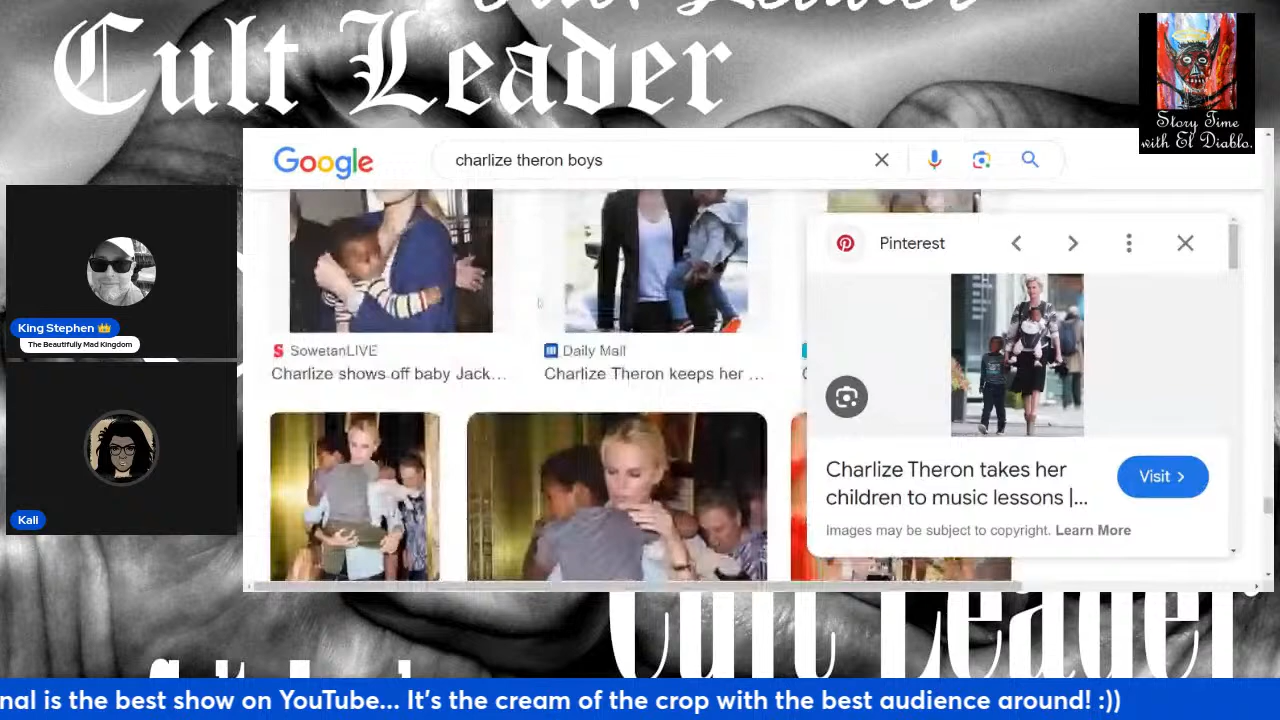 Cult Leader
Cult Leader
Story Time
with El Diablo.
Google
charlize theron boys
Pinterest
King Stephen
The Beautifully Mad Kingdom
SowetanLIVE
Daily Mail
Charlize shows off baby Jack...
Charlize Theron keeps her ...
Charlize Theron takes her
children to music lessons |...
Visit
Images may be subject to copyright. Learn More
Kali
Cult Leader
nal is the best show on YouTube... It's the cream of the crop with the best audience around! :))